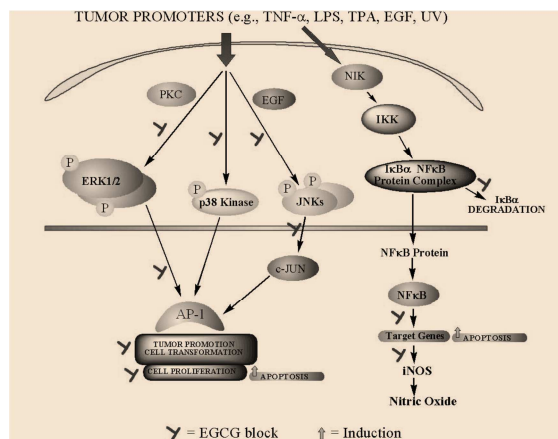 TUMOR PROMOTERS (e.g., TNF-α, LPS, TPA, EGF, UV)
PKC
EGF
NIK
IKK
P
ERK1/2
P
P
p38 Kinase
P
P
JNKs
IκBα NFκB
Protein Complex
IκBα
DEGRADATION
NFκB Protein
c-JUN
NFκB
AP-1
TUMOR PROMOTION
CELL TRANSFORMATION
CELL PROLIFERATION
APOPTOSIS
Target Genes
APOPTOSIS
iNOS
Nitric Oxide
= EGCG block
= Induction